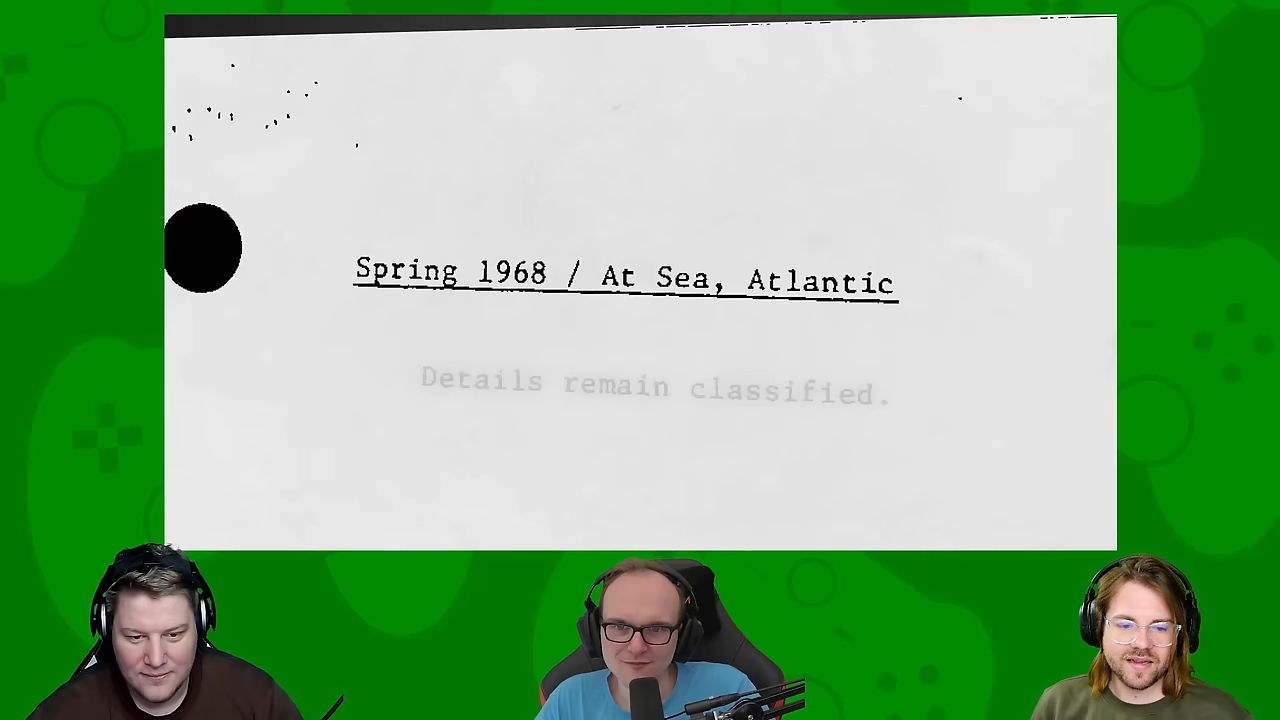 Spring 1968 / At Sea, Atlantic
Details remain classified.